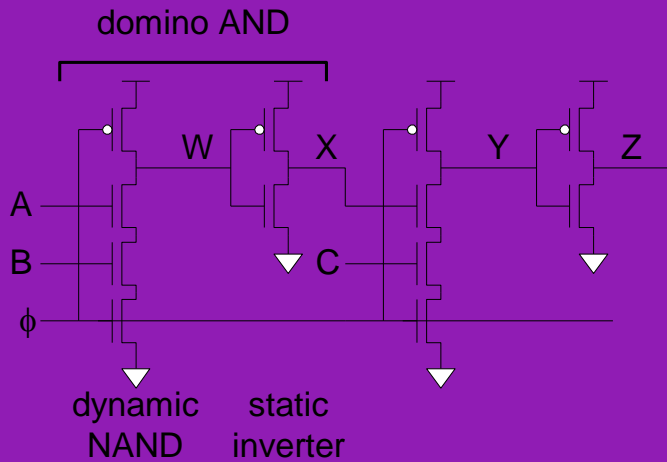 domino AND
W X Y Z
A
B C
ϕ
dynamic static
NAND inverter